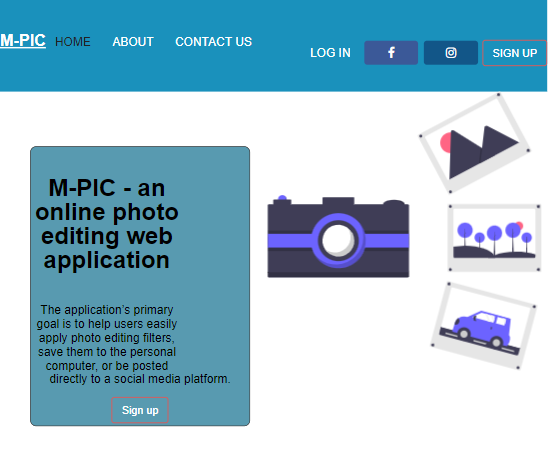 M-PIC HOME ABOUT CONTACT US LOG IN SIGN UP
M-PIC - an
online photo
editing web
application
The application's primary
goal is to help users easily
apply photo editing filters,
save them to the personal
computer, or be posted
directly to a social media platform.
Sign up